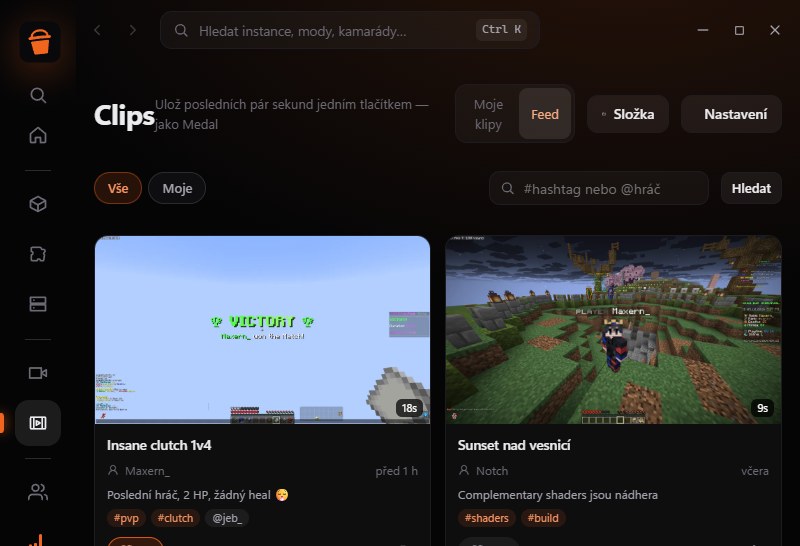 Hledat instance, mody, kamarády...
Ctrl K
Clips
Ulož posledních pár sekund jedním tlačítkem —
jako Medal
Moje
klipy
Feed
Složka
Nastavení
Vše
Moje
#hashtag nebo @hráč
Hledat
VICTORY
Maxern_ won the match!
18s
PLAYER Maxern_
9s
Insane clutch 1v4
Maxern_
před 1 h
Poslední hráč, 2 HP, žádný heal 😮‍💨
#pvp
#clutch
@jeb_
Sunset nad vesnicí
Notch
včera
Complementary shaders jsou nádhera
#shaders
#build